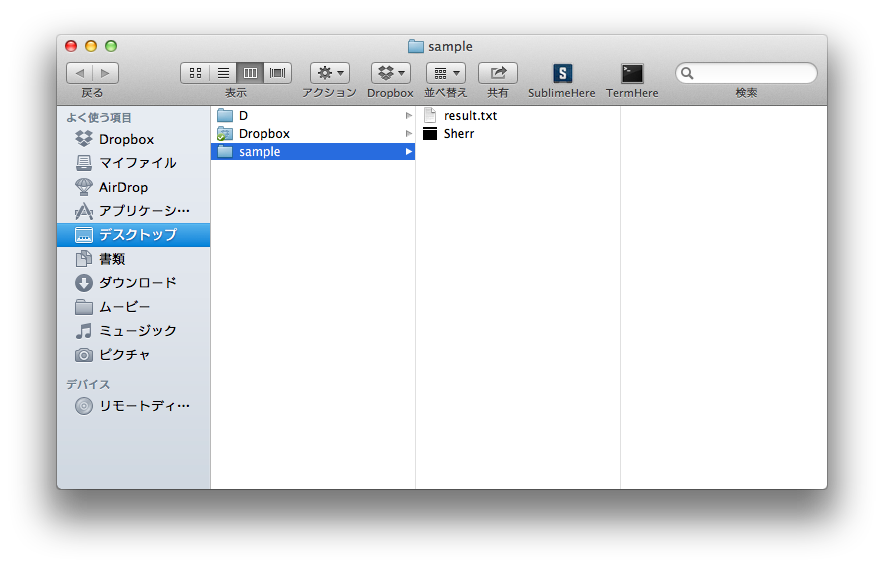 sample
戻る
表示
アクション
Dropbox
並べ替え
共有
SublimeHere
TermHere
検索
よく使う項目
Dropbox
マイファイル
AirDrop
アプリケーシ…
デスクトップ
書類
ダウンロード
ムービー
ミュージック
ピクチャ
デバイス
リモートディ…
D
Dropbox
sample
result.txt
Sherr